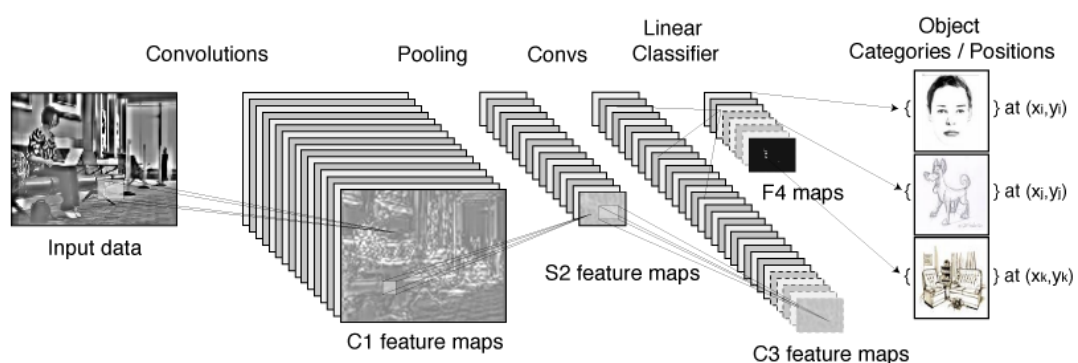 Convolutions
Pooling
Convs
Linear
Classifier
Object
Categories / Positions
{ } at (xi,yi)
{ } at (xj,yj)
{ } at (xk,yk)
Input data
C1 feature maps
S2 feature maps
C3 feature maps
F4 maps